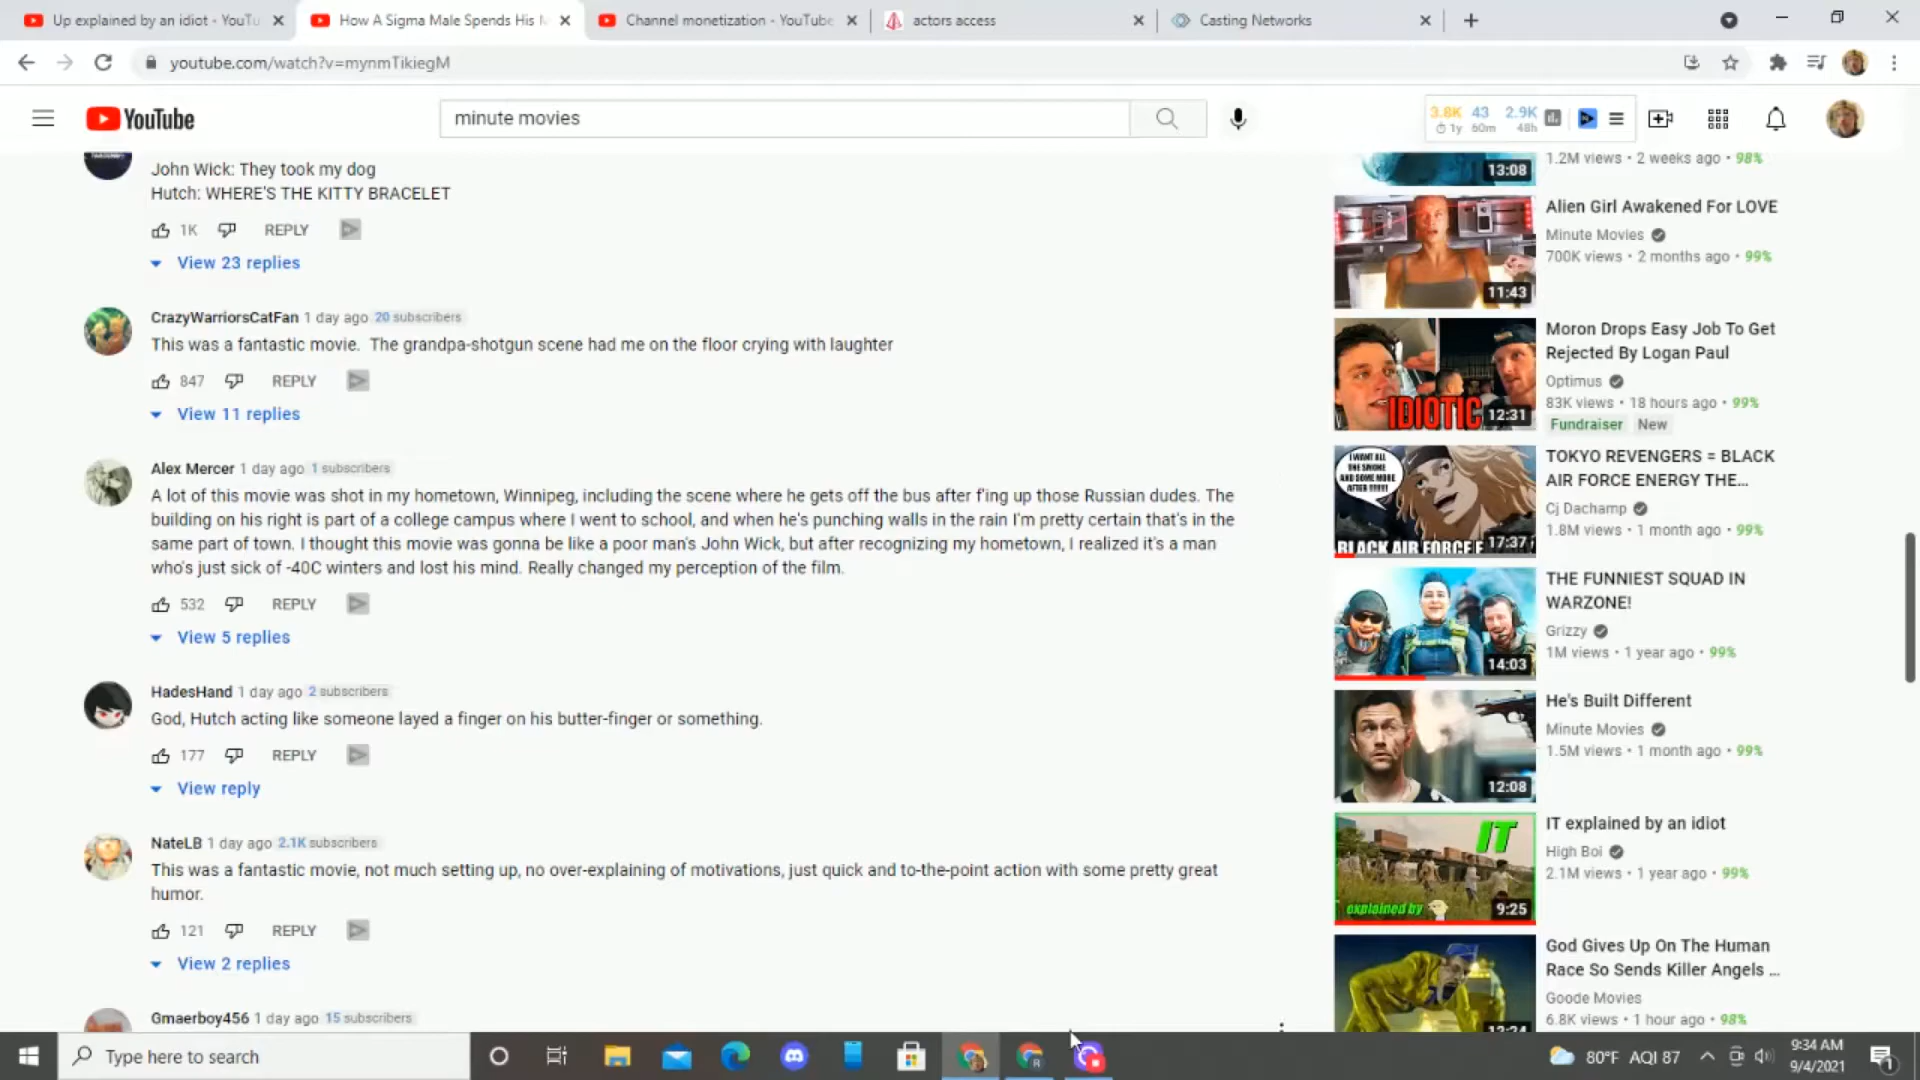 Up explained by an idiot - YouTu
How A Sigma Male Spends His M
Channel monetization - YouTube
actors access
Casting Networks
youtube.com/watch?v=mynmTikiegM
YouTube
minute movies
3.8K 43 2.9K
1y 60m 48h
John Wick: They took my dog
Hutch: WHERE'S THE KITTY BRACELET
1K REPLY
View 23 replies
CrazyWarriorsCatFan 1 day ago 20 subscribers
This was a fantastic movie. The grandpa-shotgun scene had me on the floor crying with laughter
847 REPLY
View 11 replies
Alex Mercer 1 day ago 1 subscribers
A lot of this movie was shot in my hometown, Winnipeg, including the scene where he gets off the bus after f'ing up those Russian dudes. The
building on his right is part of a college campus where I went to school, and when he's punching walls in the rain I'm pretty certain that's in the
same part of town. I thought this movie was gonna be like a poor man's John Wick, but after recognizing my hometown, I realized it's a man
who's just sick of -40C winters and lost his mind. Really changed my perception of the film.
532 REPLY
View 5 replies
HadesHand 1 day ago 2 subscribers
God, Hutch acting like someone layed a finger on his butter-finger or something.
177 REPLY
View reply
NateLB 1 day ago 2.1K subscribers
This was a fantastic movie, not much setting up, no over-explaining of motivations, just quick and to-the-point action with some pretty great
humor.
121 REPLY
View 2 replies
Gmaerboy456 1 day ago 15 subscribers
13:08
1.2M views • 2 weeks ago • 98%
11:43
Alien Girl Awakened For LOVE
Minute Movies
700K views • 2 months ago • 99%
IDIOTIC
12:31
Moron Drops Easy Job To Get
Rejected By Logan Paul
Optimus
83K views • 18 hours ago • 99%
Fundraiser New
I WANT ALL
THE SMOKE
AND SOME MORE
BLACK AIR FORCE E
17:37
TOKYO REVENGERS = BLACK
AIR FORCE ENERGY THE...
Cj Dachamp
1.8M views • 1 month ago • 99%
14:03
THE FUNNIEST SQUAD IN
WARZONE!
Grizzy
1M views • 1 year ago • 99%
12:08
He's Built Different
Minute Movies
1.5M views • 1 month ago • 99%
IT
explained by
9:25
IT explained by an idiot
High Boi
2.1M views • 1 year ago • 99%
God Gives Up On The Human
Race So Sends Killer Angels ...
Goode Movies
6.8K views • 1 hour ago • 98%
Type here to search
80°F AQI 87
9:34 AM
9/4/2021
1